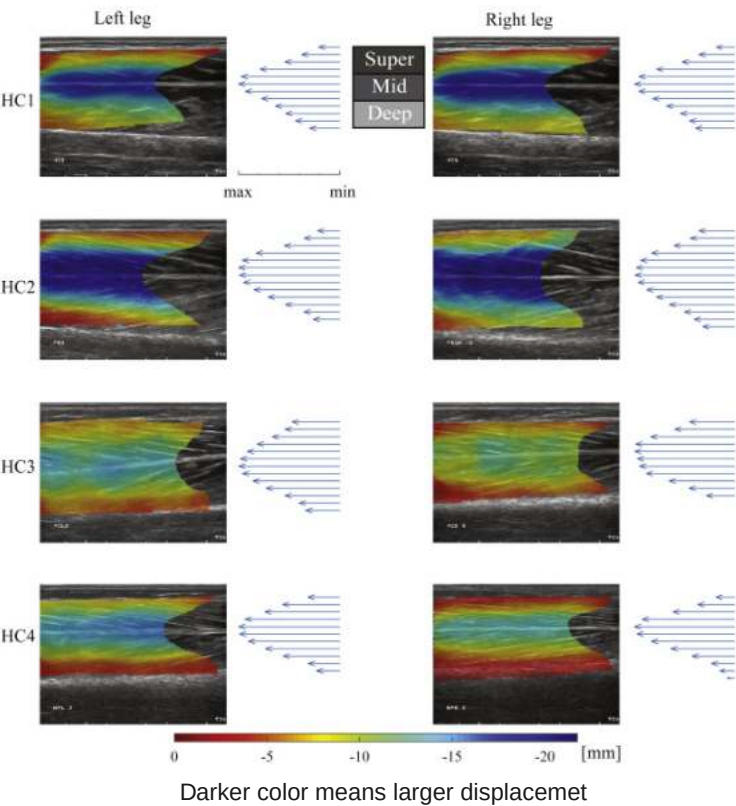 Left leg
Right leg
HC1
Super
Mid
Deep
max min
HC2
HC3
HC4
0 -5 -10 -15 -20 [mm]
Darker color means larger displacemet